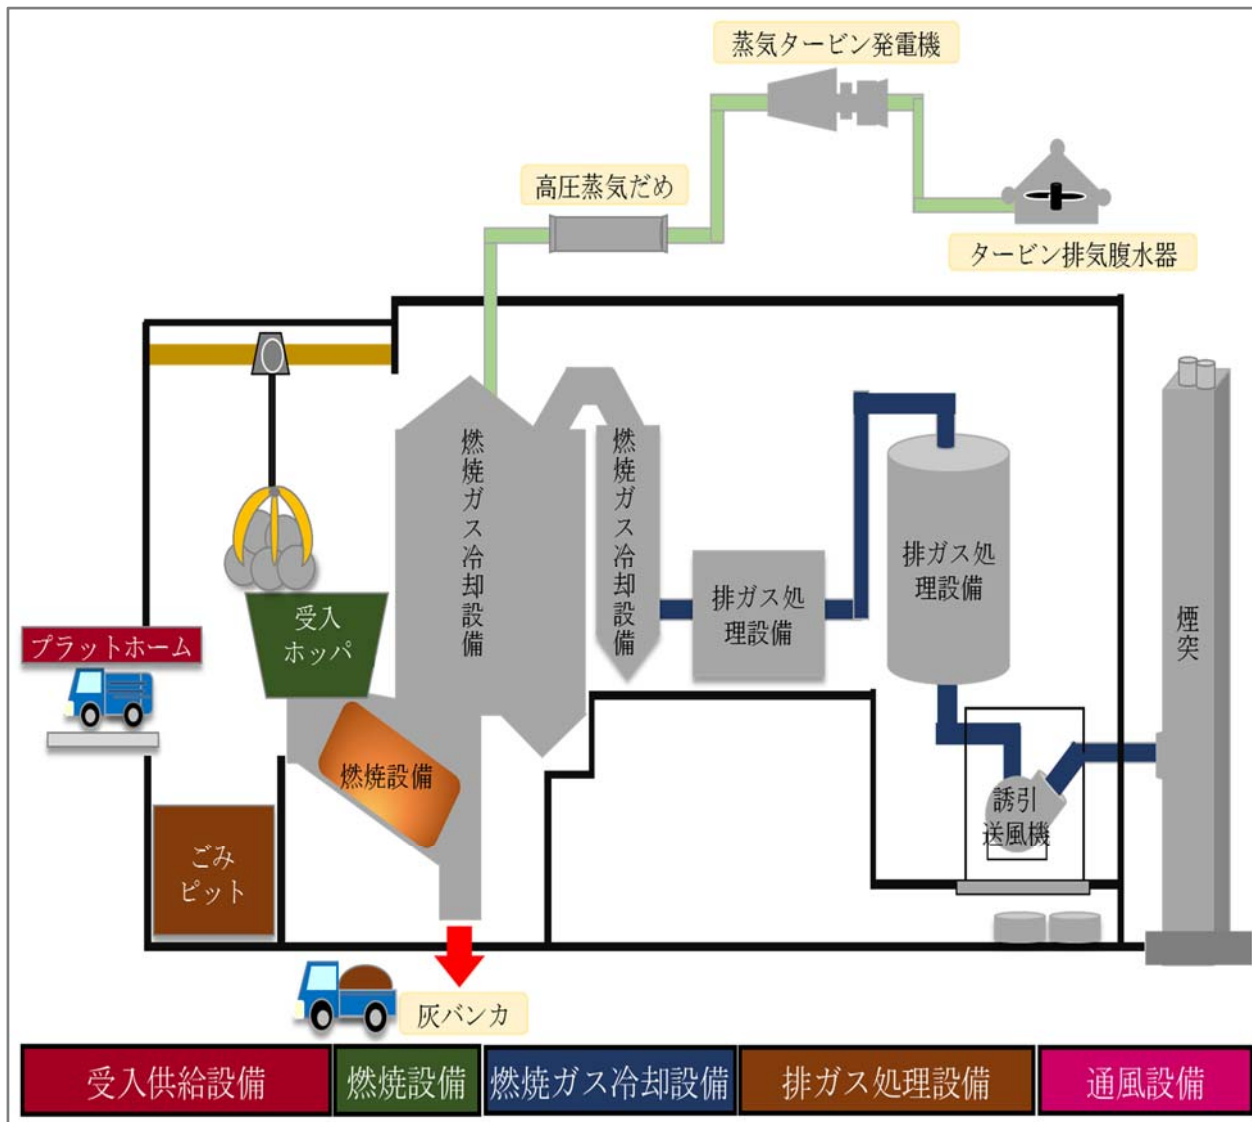 蒸気タービン発電機
高圧蒸気だめ
タービン排気腹水器
燃焼ガス冷却設備
燃焼ガス冷却設備
排ガス処
理設備
排ガス処
理設備
受入
ホッパ
プラットホーム
煙突
燃焼設備
誘引
送風機
ごみ
ピット
灰バンカ
受入供給設備
燃焼設備
燃焼ガス冷却設備
排ガス処理設備
通風設備